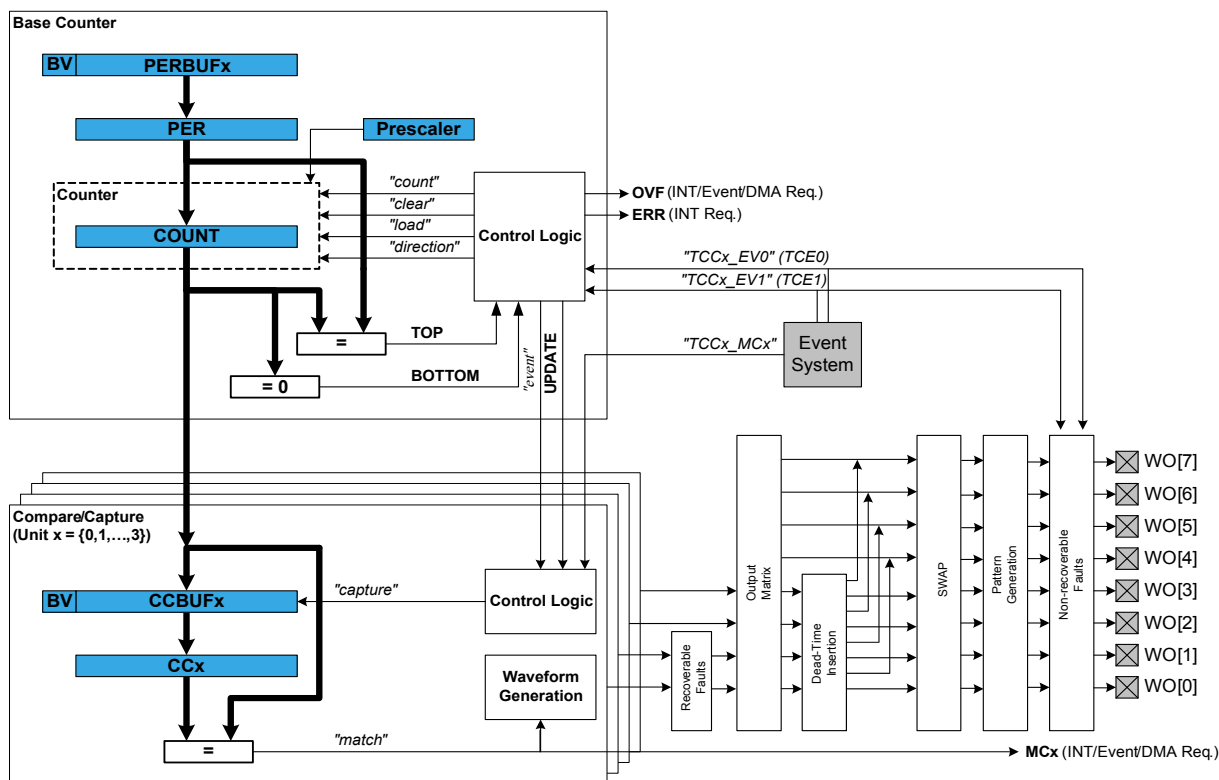 Base Counter
BV
PERBUFx
PER
Prescaler
Counter
COUNT
"count"
"clear"
"load"
"direction"
Control Logic
OVF (INT/Event/DMA Req.)
ERR (INT Req.)
"TCCx_EV0" (TCE0)
"TCCx_EV1" (TCE1)
"TCCx_MCx"
Event
System
=
TOP
= 0
BOTTOM
"event"
UPDATE
Compare/Capture
(Unit x = {0,1,…,3})
BV
CCBUFx
"capture"
Control Logic
CCx
Waveform
Generation
=
"match"
Recoverable
Faults
Output
Matrix
Dead-Time
Insertion
SWAP
Pattern
Generation
Non-recoverable
Faults
WO[7]
WO[6]
WO[5]
WO[4]
WO[3]
WO[2]
WO[1]
WO[0]
MCx (INT/Event/DMA Req.)